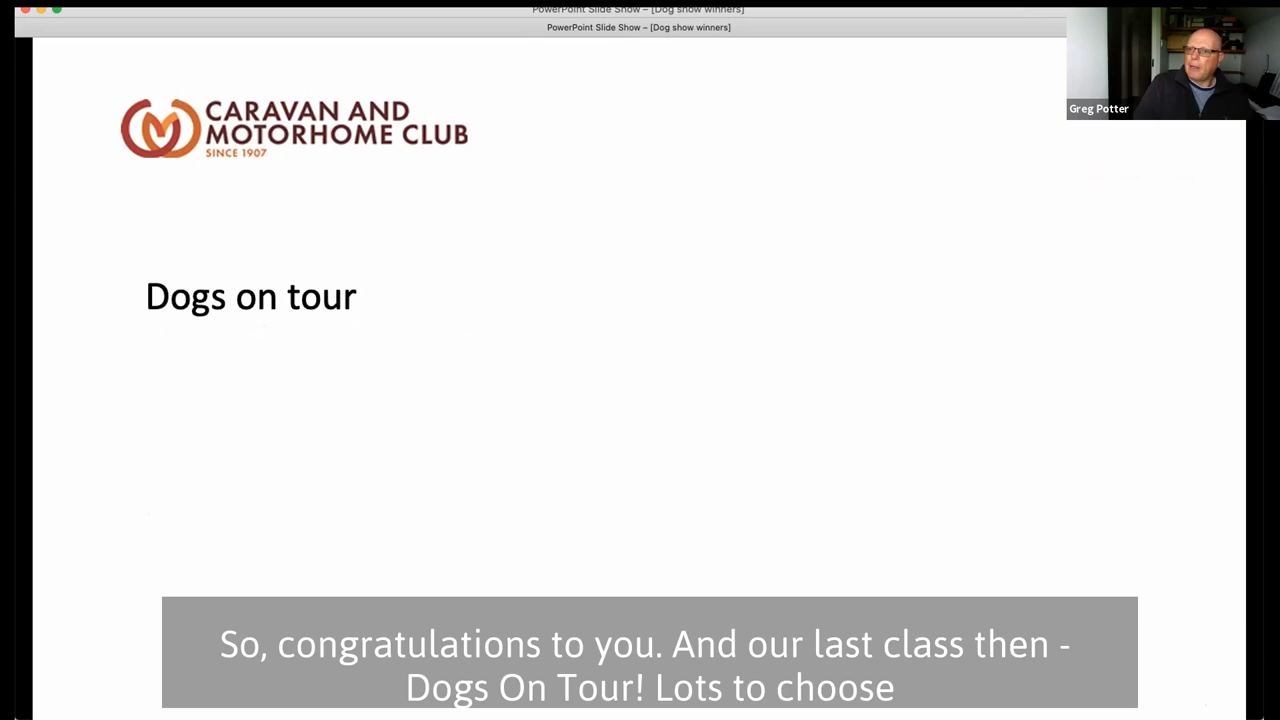 PowerPoint Slide Show – [Dog show winners]
PowerPoint Slide Show – [Dog show winners]
Greg Potter
CARAVAN AND
MOTORHOME CLUB
SINCE 1907
Dogs on tour
So, congratulations to you. And our last class then -
Dogs On Tour! Lots to choose